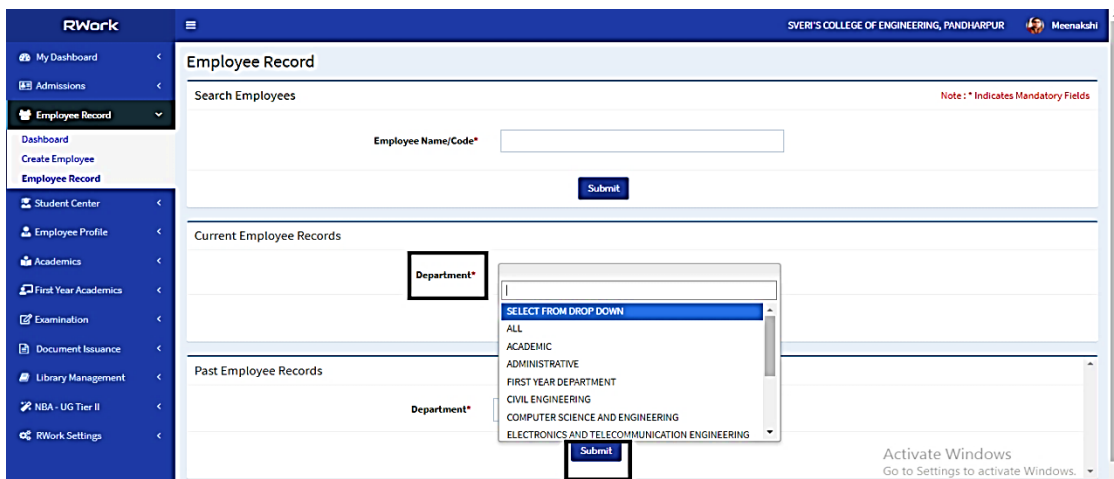 RWork
SVERI'S COLLEGE OF ENGINEERING, PANDHARPUR
Meenakshi
My Dashboard
Admissions
Employee Record
Dashboard
Create Employee
Employee Record
Student Center
Employee Profile
Academics
First Year Academics
Examination
Document Issuance
Library Management
NBA - UG Tier II
RWork Settings
Employee Record
Search Employees
Note : * Indicates Mandatory Fields
Employee Name/Code*
Submit
Current Employee Records
Department*
SELECT FROM DROP DOWN
ALL
ACADEMIC
ADMINISTRATIVE
FIRST YEAR DEPARTMENT
CIVIL ENGINEERING
COMPUTER SCIENCE AND ENGINEERING
ELECTRONICS AND TELECOMMUNICATION ENGINEERING
Past Employee Records
Department*
Submit
Activate Windows
Go to Settings to activate Windows.